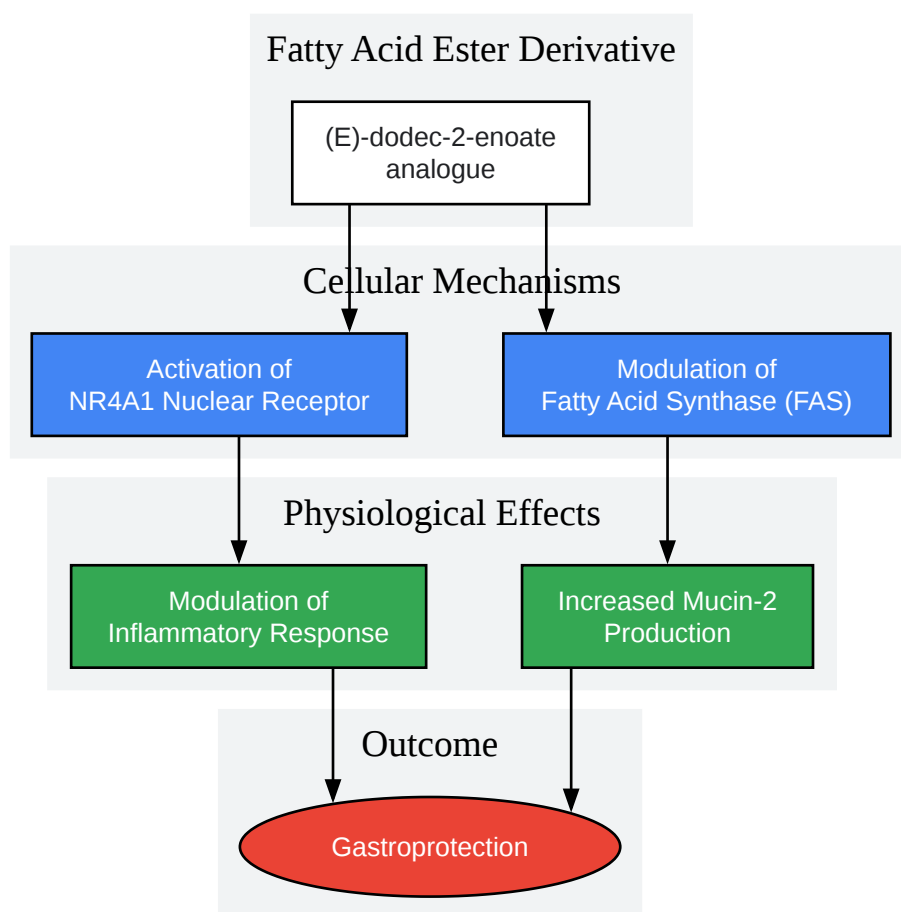 Fatty Acid Ester Derivative
(E)-dodec-2-enoate
analogue
Cellular Mechanisms
Activation of
NR4A1 Nuclear Receptor
Modulation of
Fatty Acid Synthase (FAS)
Physiological Effects
Modulation of
Inflammatory Response
Increased Mucin-2
Production
Outcome
Gastroprotection